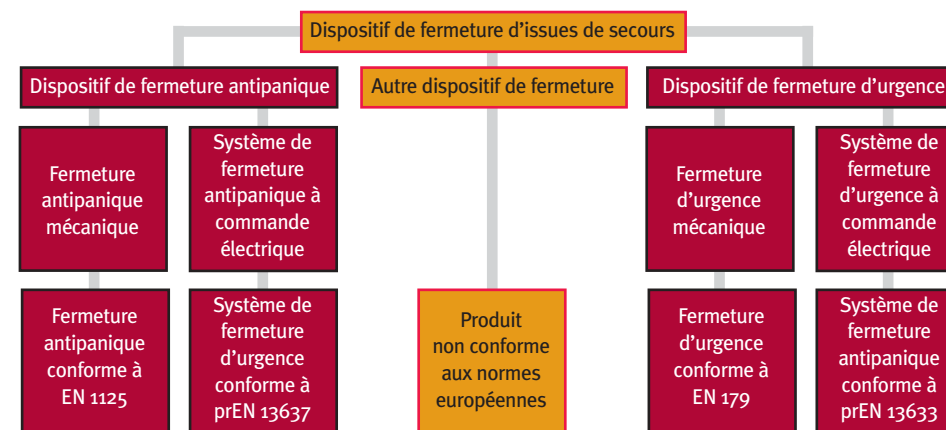 Dispositif de fermeture d'issues de secours
Dispositif de fermeture antipanique
Autre dispositif de fermeture
Dispositif de fermeture d'urgence
Fermeture
antipanique
mécanique
Système de
fermeture
antipanique à
commande
électrique
Fermeture
d'urgence
mécanique
Système de
fermeture
d'urgence à
commande
électrique
Fermeture
antipanique
conforme à
EN 1125
Système de
fermeture
d'urgence
conforme à
prEN 13637
Produit
non conforme
aux normes
européennes
Fermeture
d'urgence
conforme à
EN 179
Système de
fermeture
antipanique
conforme à
prEN 13633